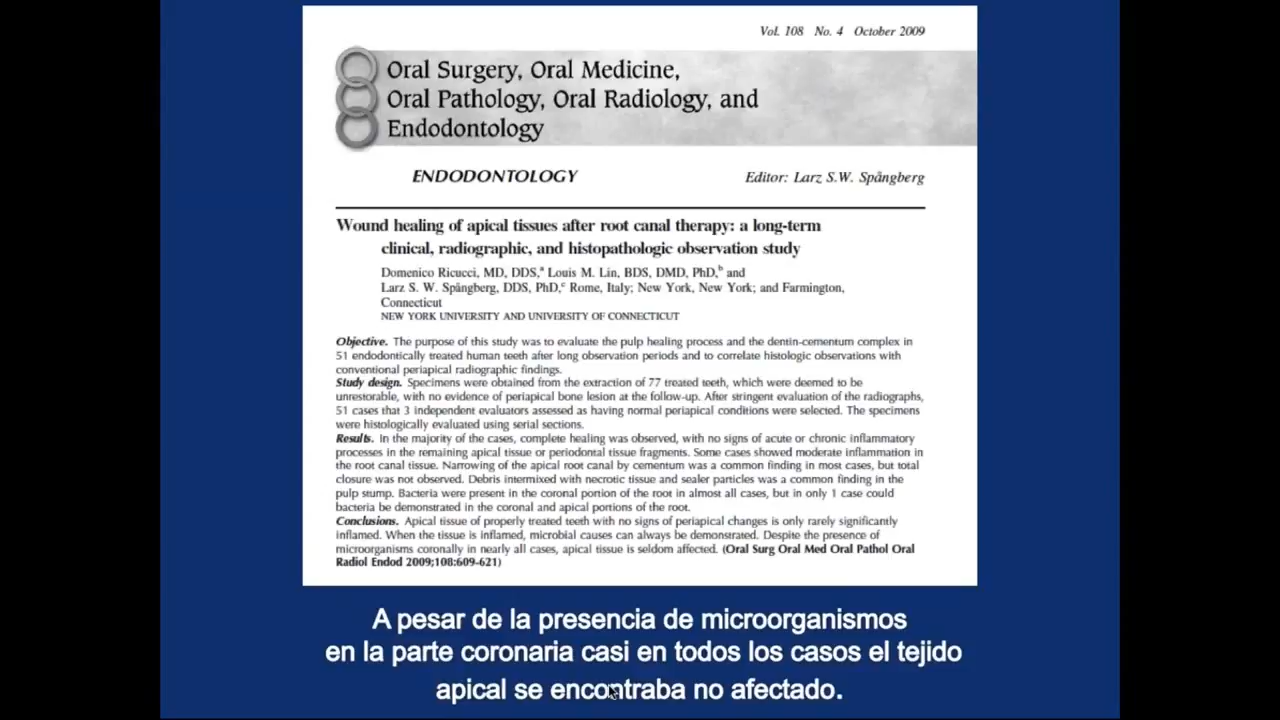 Vol. 108 No. 4 October 2009
Oral Surgery, Oral Medicine,
Oral Pathology, Oral Radiology, and
Endodontology
ENDODONTOLOGY
Editor: Larz S.W. Spångberg
Wound healing of apical tissues after root canal therapy: a long-term
clinical, radiographic, and histopathologic observation study
Domenico Ricucci, MD, DDS,a Louis M. Lin, BDS, DMD, PhD,b and
Larz S. W. Spångberg, DDS, PhD,c Rome, Italy; New York, New York; and Farmington,
Connecticut
NEW YORK UNIVERSITY AND UNIVERSITY OF CONNECTICUT
Objective. The purpose of this study was to evaluate the pulp healing process and the dentin-cementum complex in
51 endodontically treated human teeth after long observation periods and to correlate histologic observations with
conventional periapical radiographic findings.
Study design. Specimens were obtained from the extraction of 77 treated teeth, which were deemed to be
unrestorable, with no evidence of periapical bone lesion at the follow-up. After stringent evaluation of the radiographs,
51 cases that 3 independent evaluators assessed as having normal periapical conditions were selected. The specimens
were histologically evaluated using serial sections.
Results. In the majority of the cases, complete healing was observed, with no signs of acute or chronic inflammatory
processes in the remaining apical tissue or periodontal tissue fragments. Some cases showed moderate inflammation in
the root canal tissue. Narrowing of the apical root canal by cementum was a common finding in most cases, but total
closure was not observed. Debris intermixed with necrotic tissue and sealer particles was a common finding in the
pulp stump. Bacteria were present in the coronal portion of the root in almost all cases, but in only 1 case could
bacteria be demonstrated in the coronal and apical portions of the root.
Conclusions. Apical tissue of properly treated teeth with no signs of periapical changes is only rarely significantly
inflamed. When the tissue is inflamed, microbial causes can always be demonstrated. Despite the presence of
microorganisms coronally in nearly all cases, apical tissue is seldom affected. (Oral Surg Oral Med Oral Pathol Oral
Radiol Endod 2009;108:609-621)
A pesar de la presencia de microorganismos
en la parte coronaria casi en todos los casos el tejido
apical se encontraba no afectado.